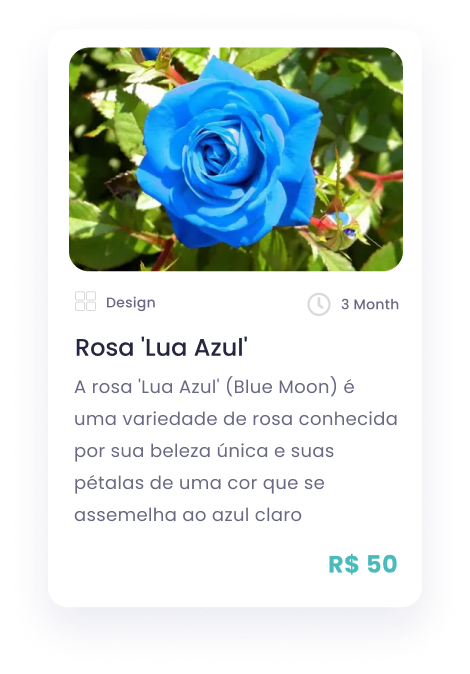 Design
3 Month
Rosa 'Lua Azul'
A rosa 'Lua Azul' (Blue Moon) é
uma variedade de rosa conhecida
por sua beleza única e suas
pétalas de uma cor que se
assemelha ao azul claro
R$ 50